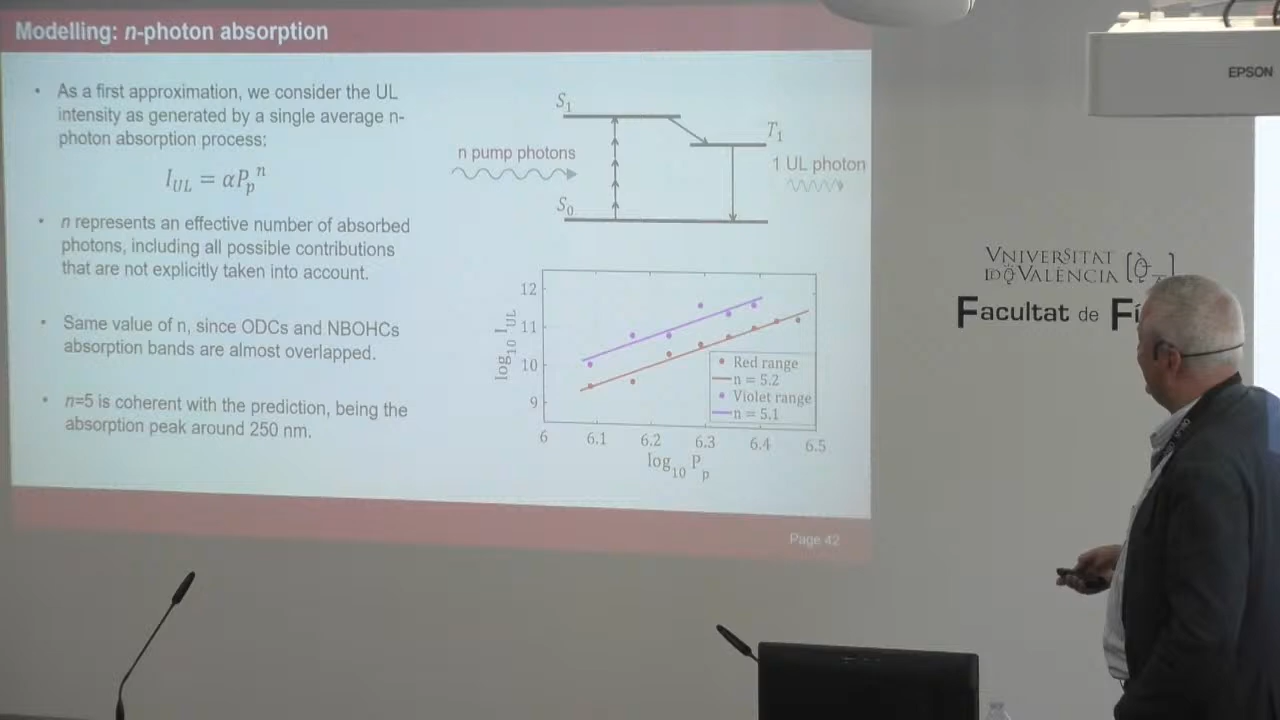 Modelling: n-photon absorption
• As a first approximation, we consider the UL
intensity as generated by a single average n-
photon absorption process:
I_UL = αP_p^n
• n represents an effective number of absorbed
photons, including all possible contributions
that are not explicitly taken into account.
• Same value of n, since ODCs and NBOHCs
absorption bands are almost overlapped.
• n=5 is coherent with the prediction, being the
absorption peak around 250 nm.
S₁
T₁
n pump photons
1 UL photon
S₀
12
11
10
9
log₁₀ I_UL
Red range
n = 5.2
Violet range
n = 5.1
6 6.1 6.2 6.3 6.4 6.5
log₁₀ P_p
Page 42
EPSON
VNIVERSITAT
ID QVALÈNCIA
Facultat de Fí